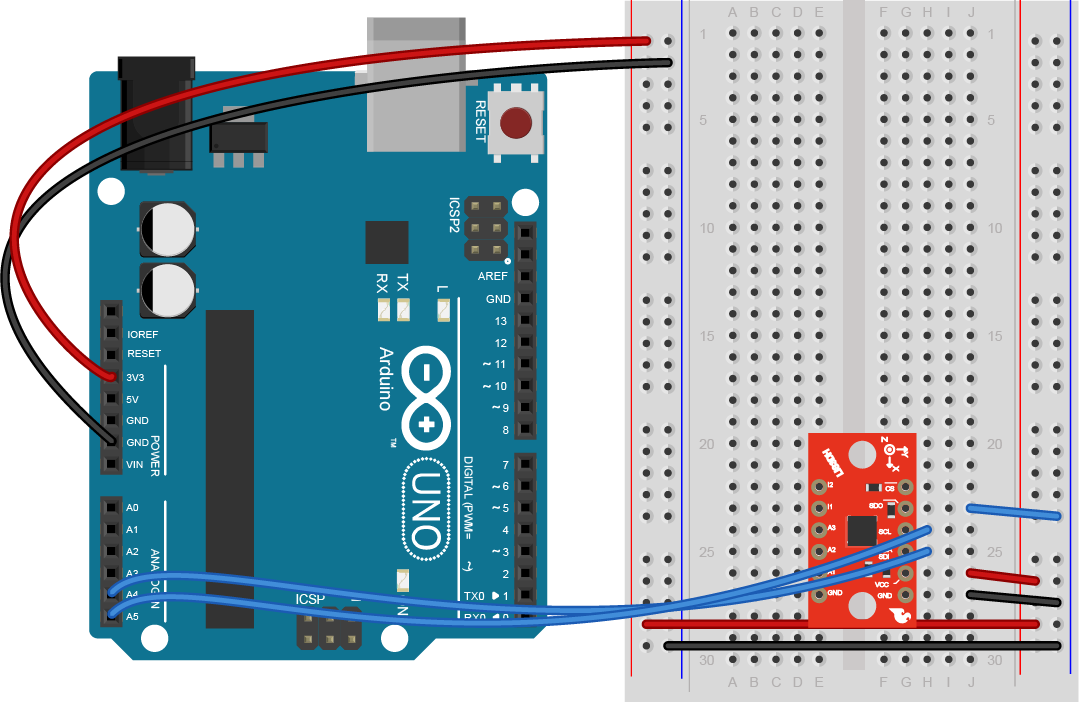 A B C D E F G H I J
1 1
5 5
10 10
15 15
20 20
25 25
30 30
A B C D E F G H I J
RESET
ICSP2
AREF
GND
13
12
~ 11
~ 10
~ 9
8
7
~ 6
~ 5
4
~ 3
2
TX0 1
RX0 0
RX
TX
L
IOREF
RESET
3V3
5V
GND
GND
VIN
POWER
A0
A1
A2
A3
A4
A5
ANALOG IN
Arduino
TM
UNO
DIGITAL (PWM= ~)
ICSP
N
Z
Y
X
I2
I1
A3
A2
GND
CS
SDO
SCL
SDI
VCC
GND